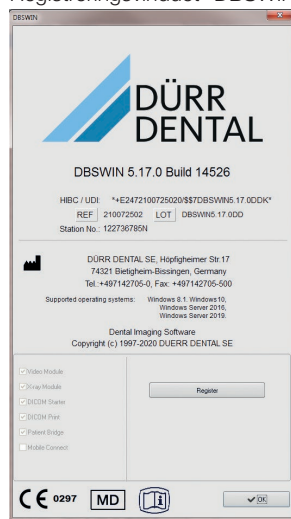 Registreringsvinduet "DBSWIN
DBSWIN
DÜRR
DENTAL
DBSWIN 5.17.0 Build 14526
HIBC / UDI: *+E2472100725020/$$7DBSWIN5.17.0DDK*
REF 210072502 LOT DBSWIN5.17.0DD
Station No.: 122736785N
DÜRR DENTAL SE, Höpfigheimer Str.17
74321 Bietigheim-Bissingen, Germany
Tel.:+497142705-0, Fax: +497142705-500
Supported operating systems: Windows 8.1. Windows10,
Windows Server 2016,
Windows Server 2019.
Dental Imaging Software
Copyright (c) 1997-2020 DUERR DENTAL SE
Video Module
Xray Module
DICOM Starter
DICOM Print
Patient Bridge
Mobile Connect
Register
CE 0297 MD
OK